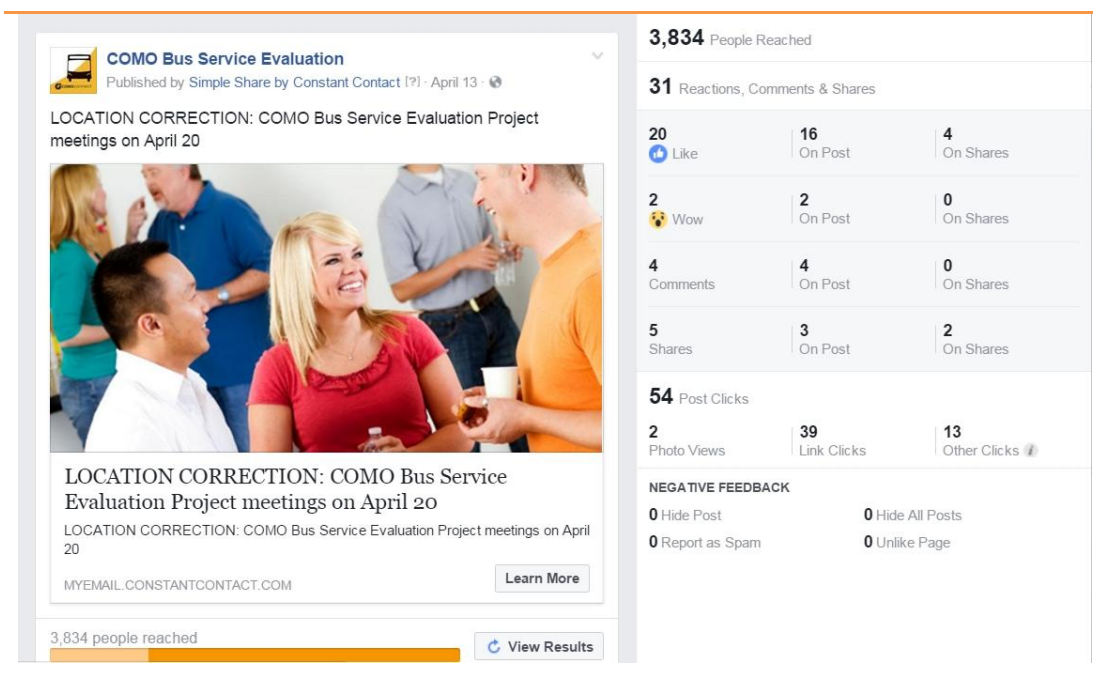 COMO Bus Service Evaluation
Published by Simple Share by Constant Contact [?] · April 13 ·
LOCATION CORRECTION: COMO Bus Service Evaluation Project
meetings on April 20
LOCATION CORRECTION: COMO Bus Service
Evaluation Project meetings on April 20
LOCATION CORRECTION: COMO Bus Service Evaluation Project meetings on April
20
MYEMAIL.CONSTANTCONTACT.COM
Learn More
3,834 people reached
View Results
3,834 People Reached
31 Reactions, Comments & Shares
20 16 4
Like On Post On Shares
2 2 0
Wow On Post On Shares
4 4 0
Comments On Post On Shares
5 3 2
Shares On Post On Shares
54 Post Clicks
2 39 13
Photo Views Link Clicks Other Clicks i
NEGATIVE FEEDBACK
0 Hide Post 0 Hide All Posts
0 Report as Spam 0 Unlike Page